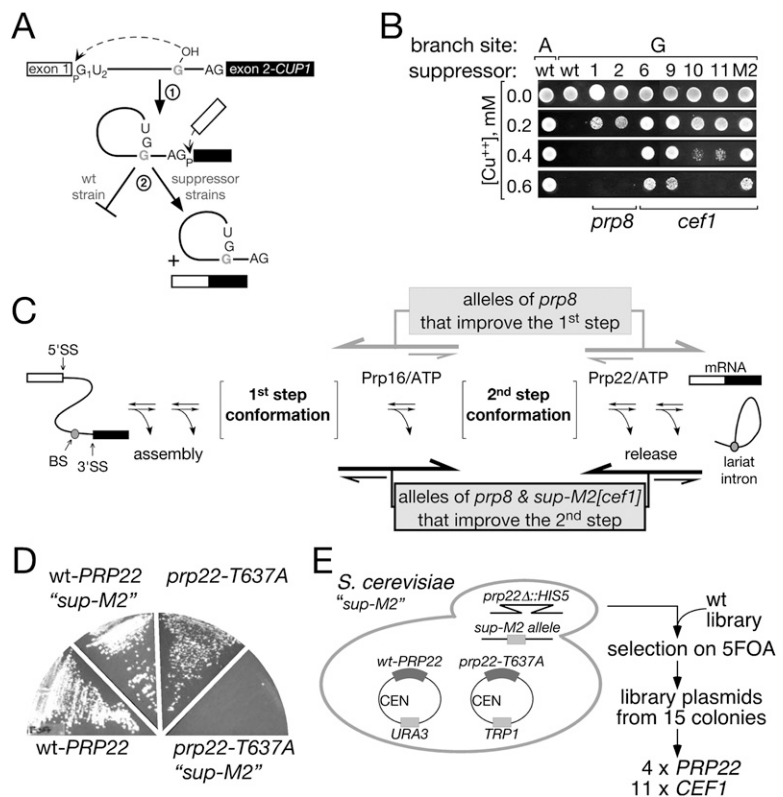 A
OH
exon 1
P
G1U2
G
AG
exon 2-CUP1
①
U
G
G
AG
P
wt
strain
②
suppressor
strains
U
G
G
AG
+
B
branch site: A G
suppressor: wt wt 1 2 6 9 10 11 M2
[Cu++], mM
0.0
0.2
0.4
0.6
prp8 cef1
C
alleles of prp8
that improve the 1st step
5'SS
BS
3'SS
assembly
1st step
conformation
Prp16/ATP
2nd step
conformation
Prp22/ATP
release
mRNA
lariat
intron
alleles of prp8 & sup-M2[cef1]
that improve the 2nd step
D
wt-PRP22
"sup-M2"
prp22-T637A
wt-PRP22
prp22-T637A
"sup-M2"
E
S. cerevisiae
"sup-M2"
prp22Δ::HIS5
sup-M2 allele
wt-PRP22
CEN
URA3
prp22-T637A
CEN
TRP1
wt
library
selection on 5FOA
library plasmids
from 15 colonies
4 x PRP22
11 x CEF1